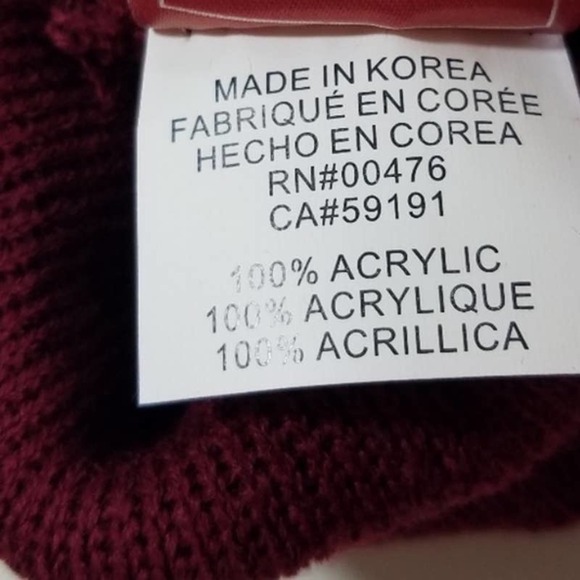 MADE IN KOREA
FABRIQUÉ EN CORÉE
HECHO EN COREA
RN#00476
CA#59191
100% ACRYLIC
100% ACRYLIQUE
100% ACRILLICA